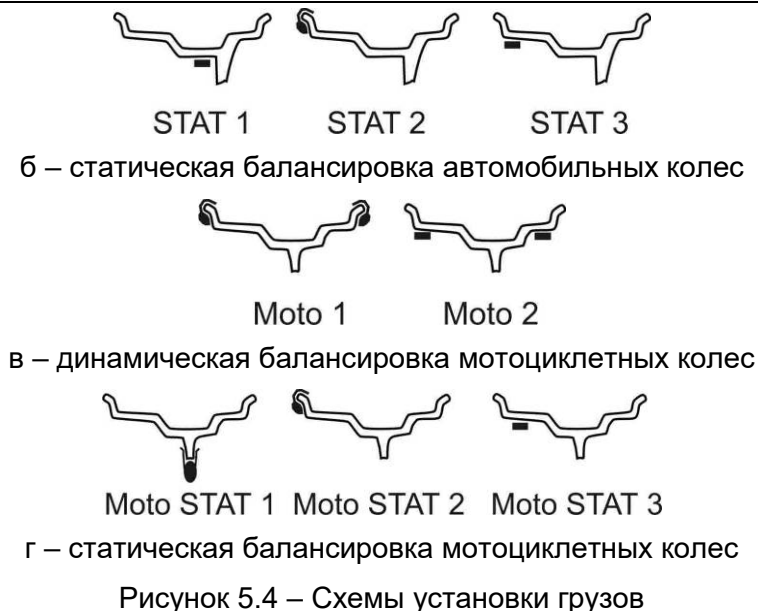 STAT 1 STAT 2 STAT 3
б – статическая балансировка автомобильных колес
Moto 1 Moto 2
в – динамическая балансировка мотоциклетных колес
Moto STAT 1 Moto STAT 2 Moto STAT 3
г – статическая балансировка мотоциклетных колес
Рисунок 5.4 – Схемы установки грузов